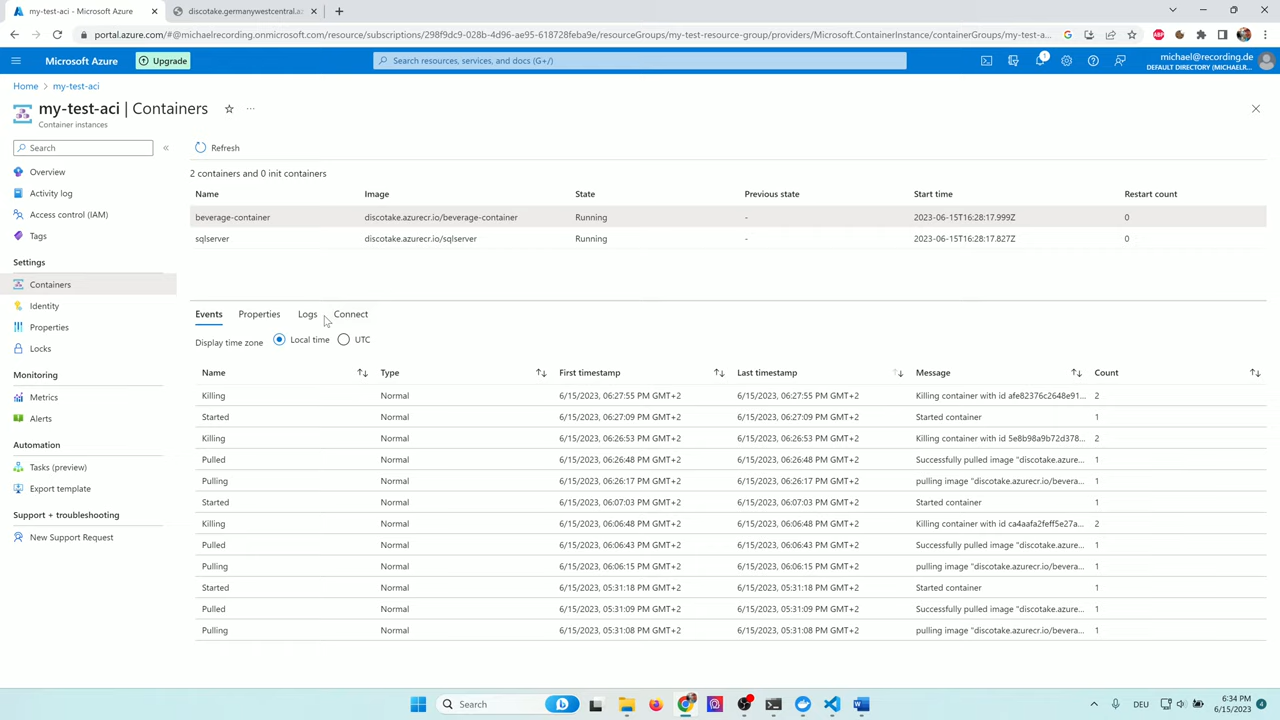 my-test-aci - Microsoft Azure
discotake.germanywestcentral.a
portal.azure.com/#@michaelrecording.de/resource/subscriptions/298f9dc9-028b-4d96-ae95-618728feba9e/resourceGroups/my-test-resource-group/providers/Microsoft.ContainerInstance/containerGroups/my-test-a...
Microsoft Azure
Upgrade
Search resources, services, and docs (G+/)
1
michael@recording.de
DEFAULT DIRECTORY (MICHAELR...
Home > my-test-aci
my-test-aci | Containers
Container instances
Search
Overview
Activity log
Access control (IAM)
Tags
Settings
Containers
Identity
Properties
Locks
Monitoring
Metrics
Alerts
Automation
Tasks (preview)
Export template
Support + troubleshooting
New Support Request
Refresh
2 containers and 0 init containers
Name Image State Previous state Start time Restart count
beverage-container discotake.azurecr.io/beverage-container Running - 2023-06-15T16:28:17.999Z 0
sqlserver discotake.azurecr.io/sqlserver Running - 2023-06-15T16:28:17.827Z 0
Events Properties Logs Connect
Display time zone Local time UTC
Name Type First timestamp Last timestamp Message Count
Killing Normal 6/15/2023, 06:27:55 PM GMT+2 6/15/2023, 06:27:55 PM GMT+2 Killing container with id afe82376c2648e91... 2
Started Normal 6/15/2023, 06:27:09 PM GMT+2 6/15/2023, 06:27:09 PM GMT+2 Started container 1
Killing Normal 6/15/2023, 06:26:53 PM GMT+2 6/15/2023, 06:26:53 PM GMT+2 Killing container with id 5e8b98a9b72d378... 2
Pulled Normal 6/15/2023, 06:26:48 PM GMT+2 6/15/2023, 06:26:48 PM GMT+2 Successfully pulled image "discotake.azure... 1
Pulling Normal 6/15/2023, 06:26:17 PM GMT+2 6/15/2023, 06:26:17 PM GMT+2 pulling image "discotake.azurecr.io/bevera... 1
Started Normal 6/15/2023, 06:07:03 PM GMT+2 6/15/2023, 06:07:03 PM GMT+2 Started container 1
Killing Normal 6/15/2023, 06:06:48 PM GMT+2 6/15/2023, 06:06:48 PM GMT+2 Killing container with id ca4aafa2feff5e27a... 2
Pulled Normal 6/15/2023, 06:06:43 PM GMT+2 6/15/2023, 06:06:43 PM GMT+2 Successfully pulled image "discotake.azure... 1
Pulling Normal 6/15/2023, 06:06:15 PM GMT+2 6/15/2023, 06:06:15 PM GMT+2 pulling image "discotake.azurecr.io/bevera... 1
Started Normal 6/15/2023, 05:31:18 PM GMT+2 6/15/2023, 05:31:18 PM GMT+2 Started container 1
Pulled Normal 6/15/2023, 05:31:09 PM GMT+2 6/15/2023, 05:31:09 PM GMT+2 Successfully pulled image "discotake.azure... 1
Pulling Normal 6/15/2023, 05:31:08 PM GMT+2 6/15/2023, 05:31:08 PM GMT+2 pulling image "discotake.azurecr.io/bevera... 1
Search
DEU
6:34 PM
6/15/2023